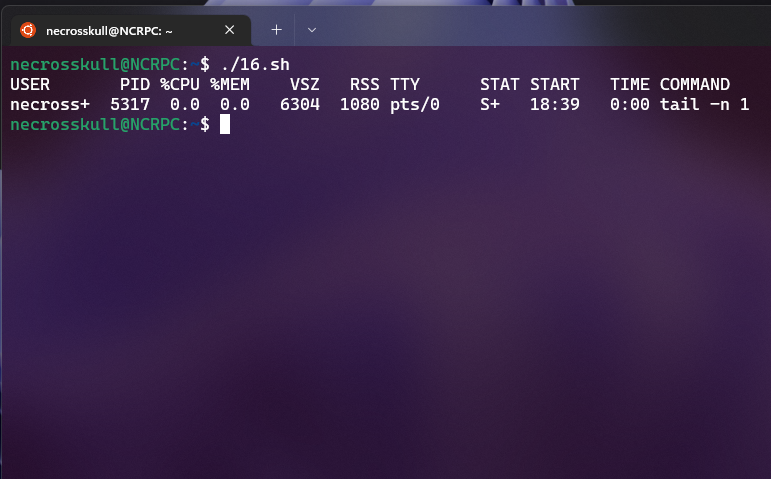 necrosskull@NCRPC: ~
necrosskull@NCRPC:~$ ./16.sh
USER         PID %CPU %MEM    VSZ   RSS TTY      STAT START   TIME COMMAND
necross+  5317  0.0  0.0   6304  1080 pts/0    S+   18:39   0:00 tail -n 1
necrosskull@NCRPC:~$